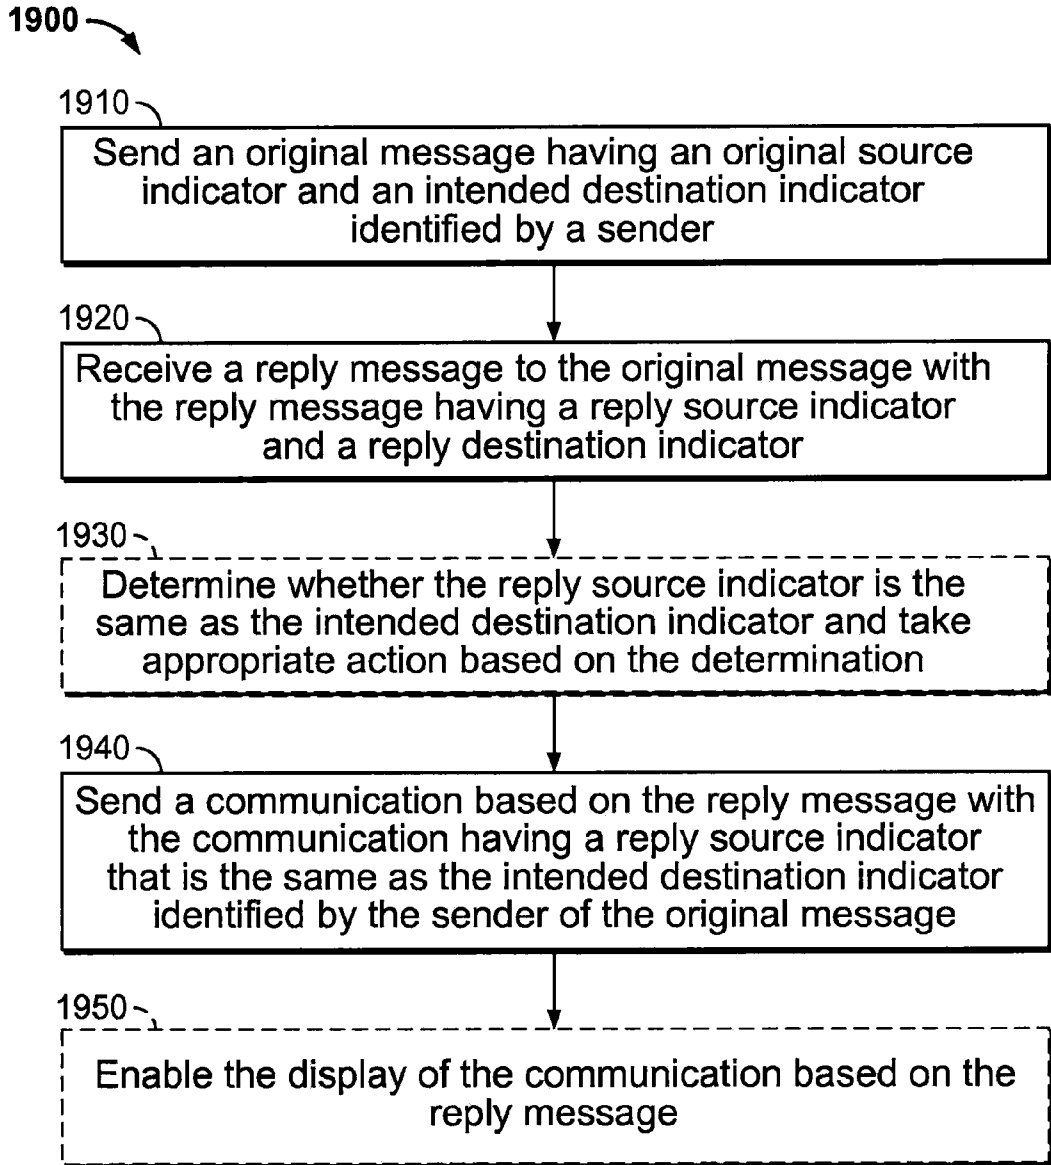 1900
1910
Send an original message having an original source
indicator and an intended destination indicator
identified by a sender
1920
Receive a reply message to the original message with
the reply message having a reply source indicator
and a reply destination indicator
1930
Determine whether the reply source indicator is the
same as the intended destination indicator and take
appropriate action based on the determination
1940
Send a communication based on the reply message with
the communication having a reply source indicator
that is the same as the intended destination indicator
identified by the sender of the original message
1950
Enable the display of the communication based on the
reply message